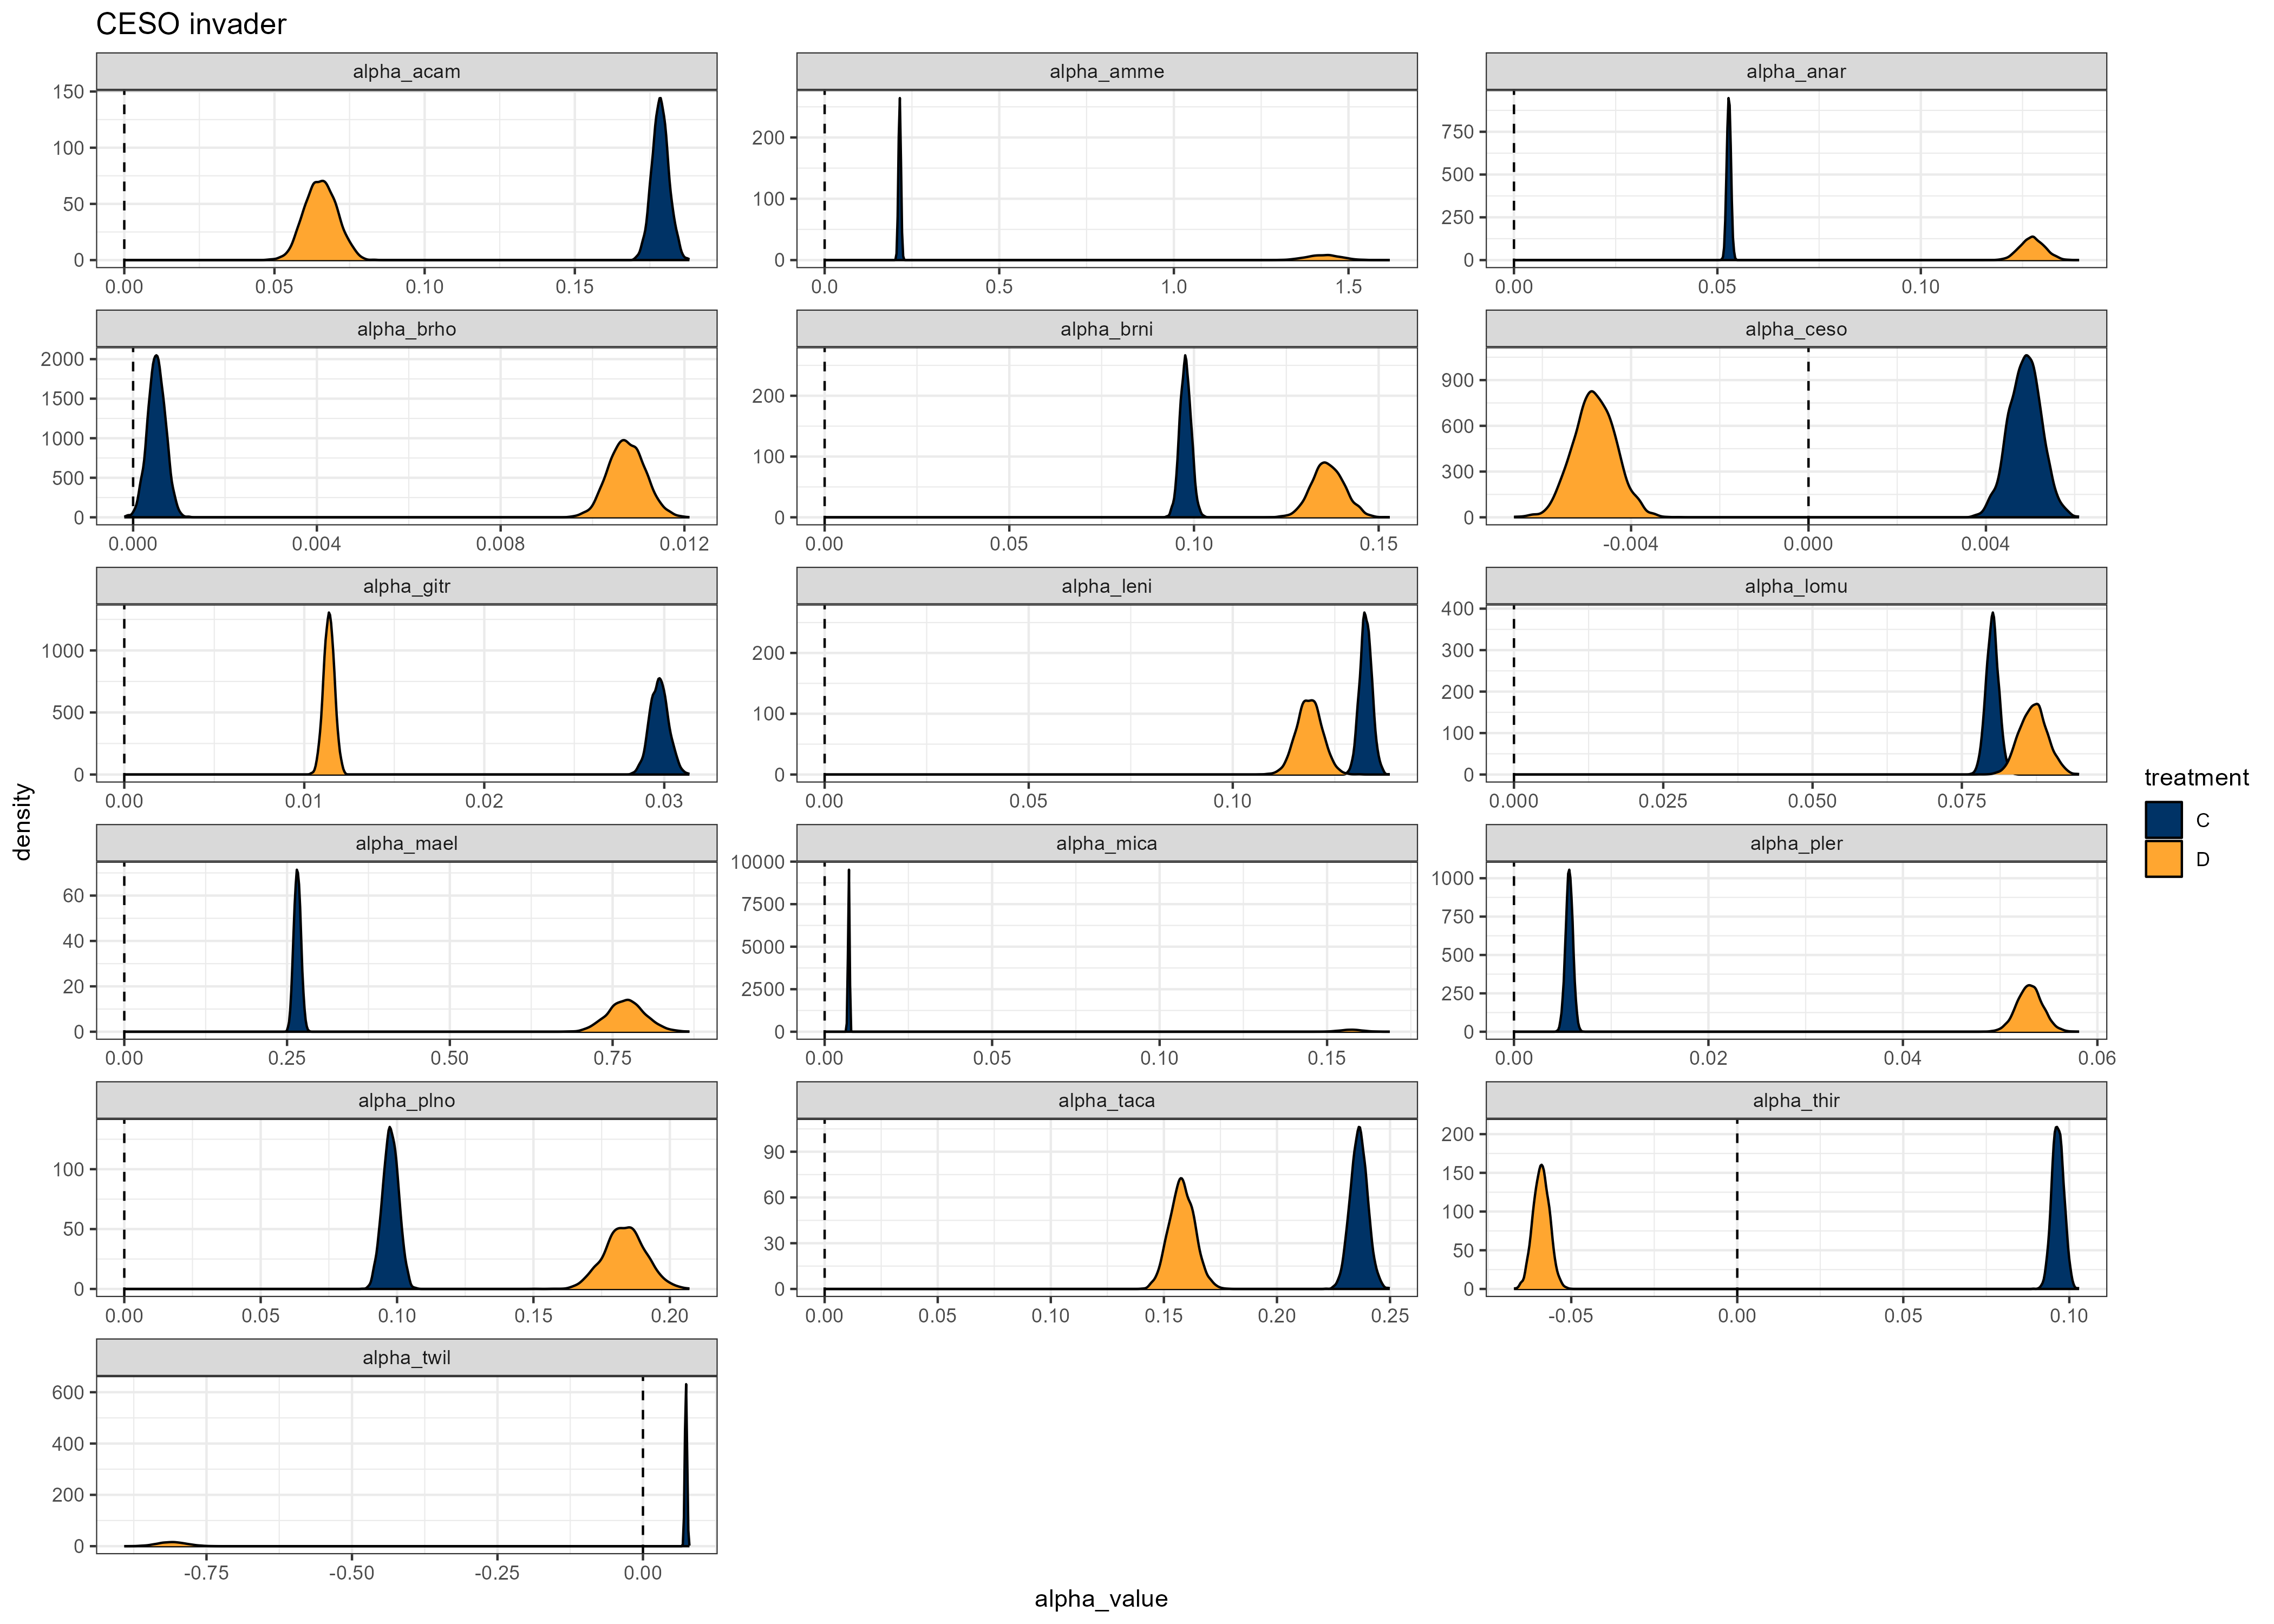 CESO invader
alpha_acam alpha_amme alpha_anar
150
100
50
0
0.00 0.05 0.10 0.15
200
100
0
0.0 0.5 1.0 1.5
750
500
250
0
0.00 0.05 0.10
alpha_brho alpha_brni alpha_ceso
2000
1500
1000
500
0
0.000 0.004 0.008 0.012
200
100
0
0.00 0.05 0.10 0.15
900
600
300
0
-0.004 0.000 0.004
alpha_gitr alpha_leni alpha_lomu
1000
500
0
0.00 0.01 0.02 0.03
200
100
0
0.00 0.05 0.10
400
300
200
100
0
0.000 0.025 0.050 0.075
density
treatment
C
D
alpha_mael alpha_mica alpha_pler
60
40
20
0
0.00 0.25 0.50 0.75
10000
7500
5000
2500
0
0.00 0.05 0.10 0.15
1000
750
500
250
0
0.00 0.02 0.04 0.06
alpha_plno alpha_taca alpha_thir
100
50
0
0.00 0.05 0.10 0.15 0.20
90
60
30
0
0.00 0.05 0.10 0.15 0.20 0.25
200
150
100
50
0
-0.05 0.00 0.05 0.10
alpha_twil
600
400
200
0
-0.75 -0.50 -0.25 0.00
alpha_value